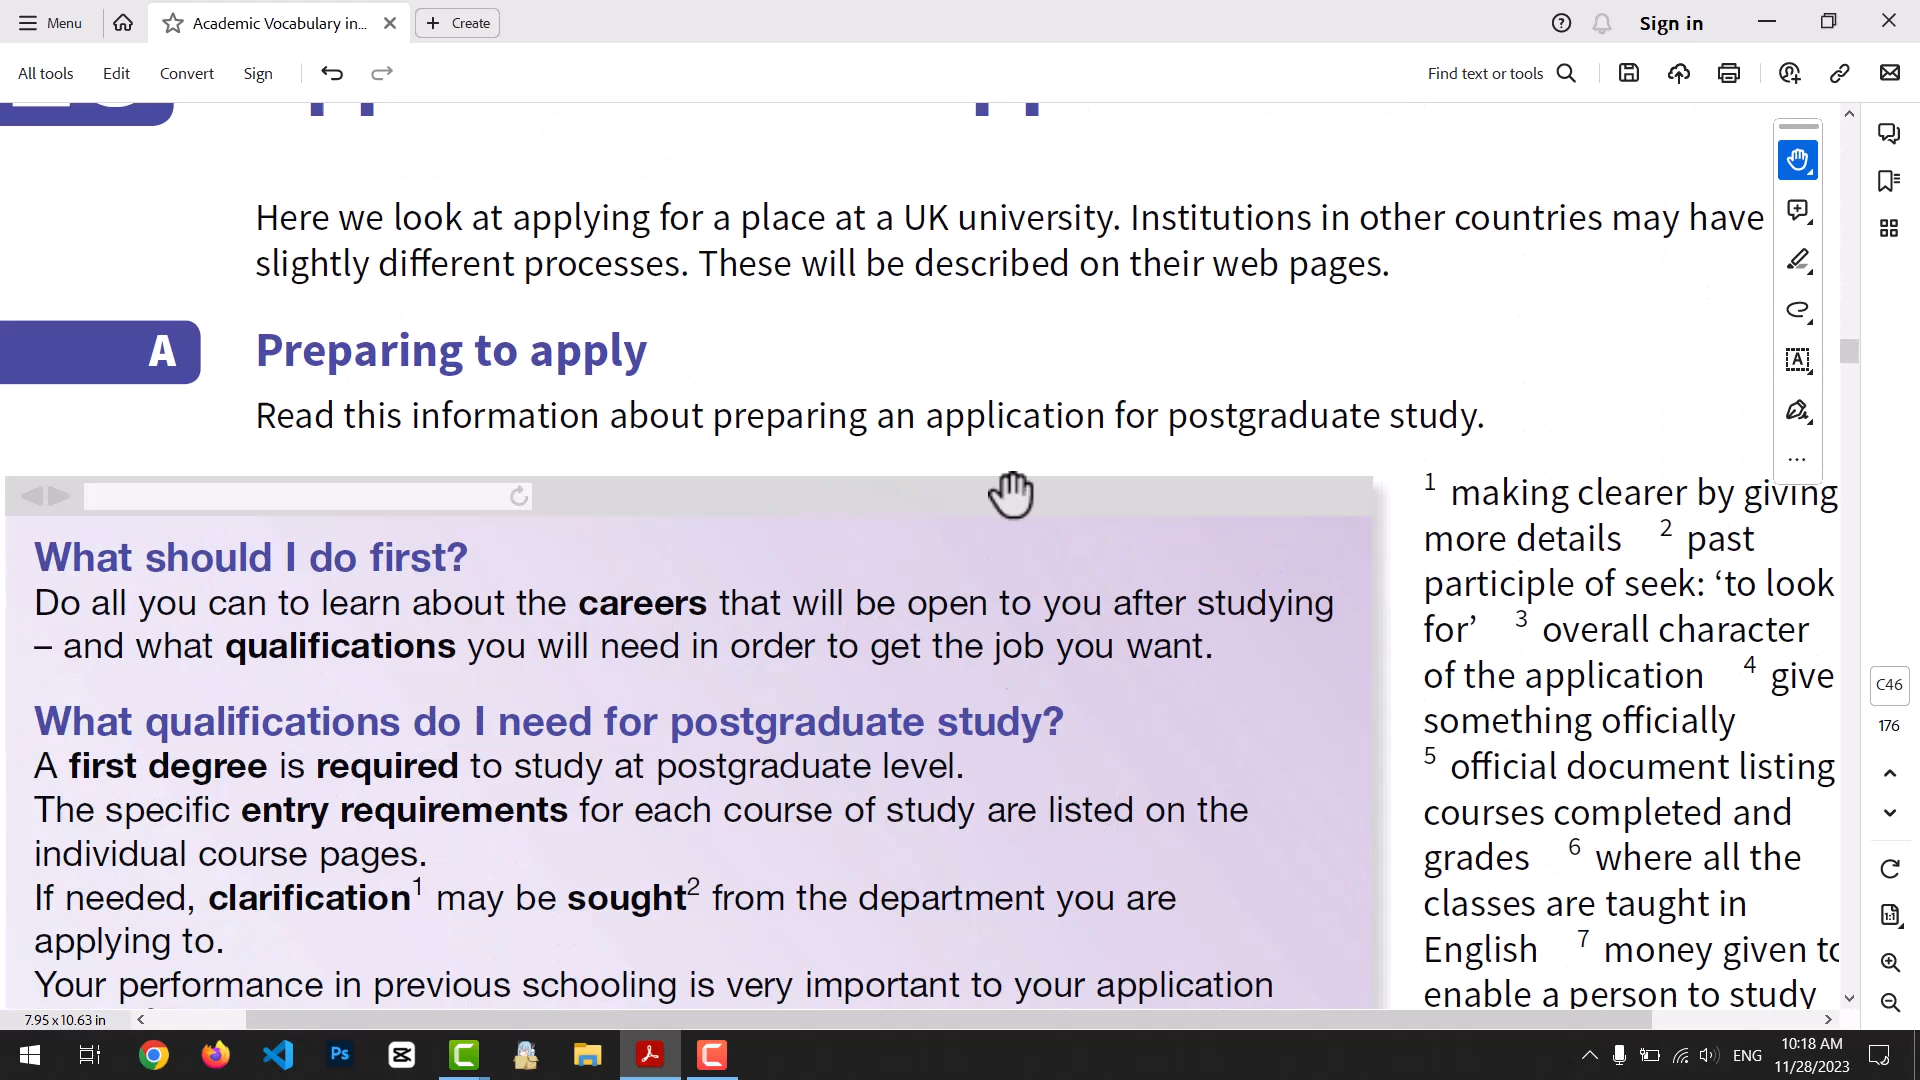 Menu
Academic Vocabulary in...
Create
Sign in
All tools
Edit
Convert
Sign
Find text or tools
Here we look at applying for a place at a UK university. Institutions in other countries may have
slightly different processes. These will be described on their web pages.
A
Preparing to apply
Read this information about preparing an application for postgraduate study.
What should I do first?
Do all you can to learn about the careers that will be open to you after studying
– and what qualifications you will need in order to get the job you want.
What qualifications do I need for postgraduate study?
A first degree is required to study at postgraduate level.
The specific entry requirements for each course of study are listed on the
individual course pages.
If needed, clarification1 may be sought2 from the department you are
applying to.
Your performance in previous schooling is very important to your application
1 making clearer by giving
more details 2 past
participle of seek: ‘to look
for’ 3 overall character
of the application 4 give
something officially
5 official document listing
courses completed and
grades 6 where all the
classes are taught in
English 7 money given to
enable a person to study
C46
176
7.95 x 10.63 in
Ps
ENG
10:18 AM
11/28/2023